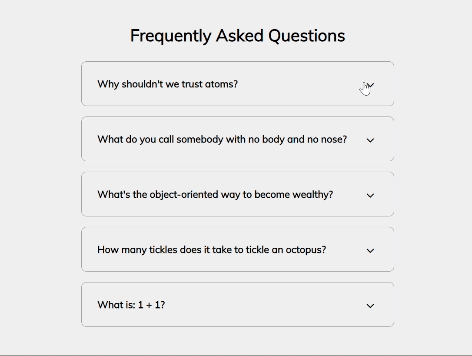 Frequently Asked Questions
Why shouldn't we trust atoms?
What do you call somebody with no body and no nose?
What's the object-oriented way to become wealthy?
How many tickles does it take to tickle an octopus?
What is: 1 + 1?